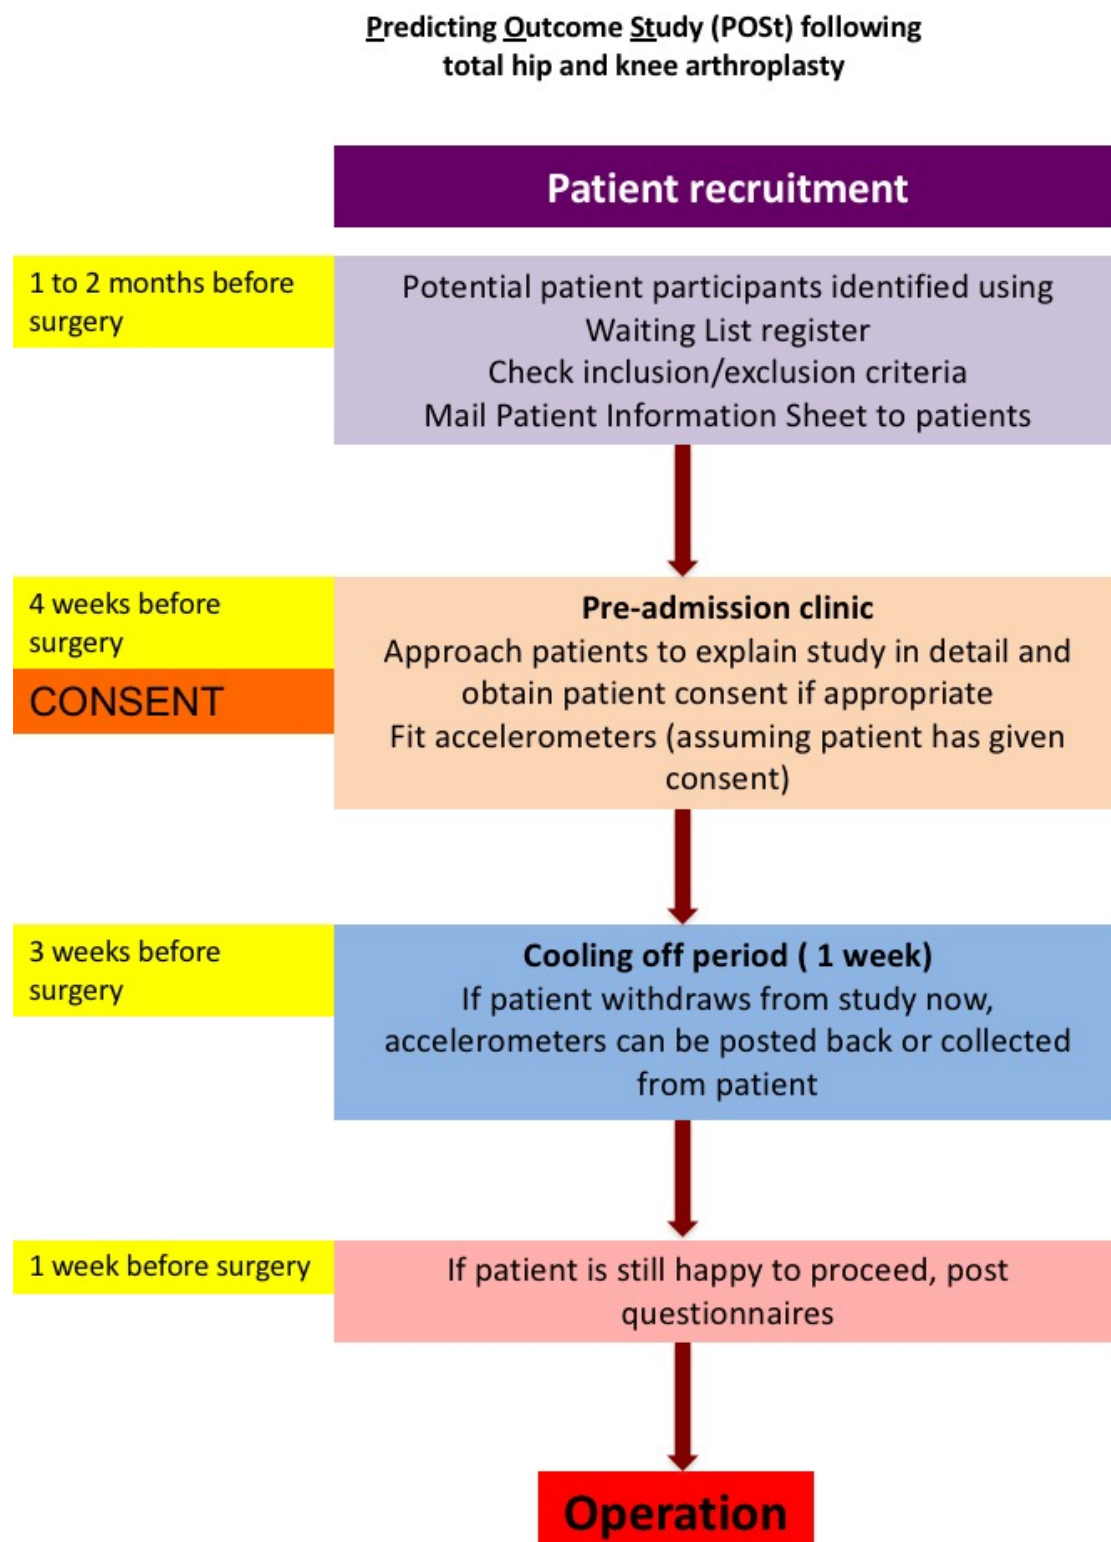 Predicting Outcome Study (POSt) following
total hip and knee arthroplasty
Patient recruitment
1 to 2 months before
surgery
Potential patient participants identified using
Waiting List register
Check inclusion/exclusion criteria
Mail Patient Information Sheet to patients
4 weeks before
surgery
CONSENT
Pre-admission clinic
Approach patients to explain study in detail and
obtain patient consent if appropriate
Fit accelerometers (assuming patient has given
consent)
3 weeks before
surgery
Cooling off period ( 1 week)
If patient withdraws from study now,
accelerometers can be posted back or collected
from patient
1 week before surgery
If patient is still happy to proceed, post
questionnaires
Operation